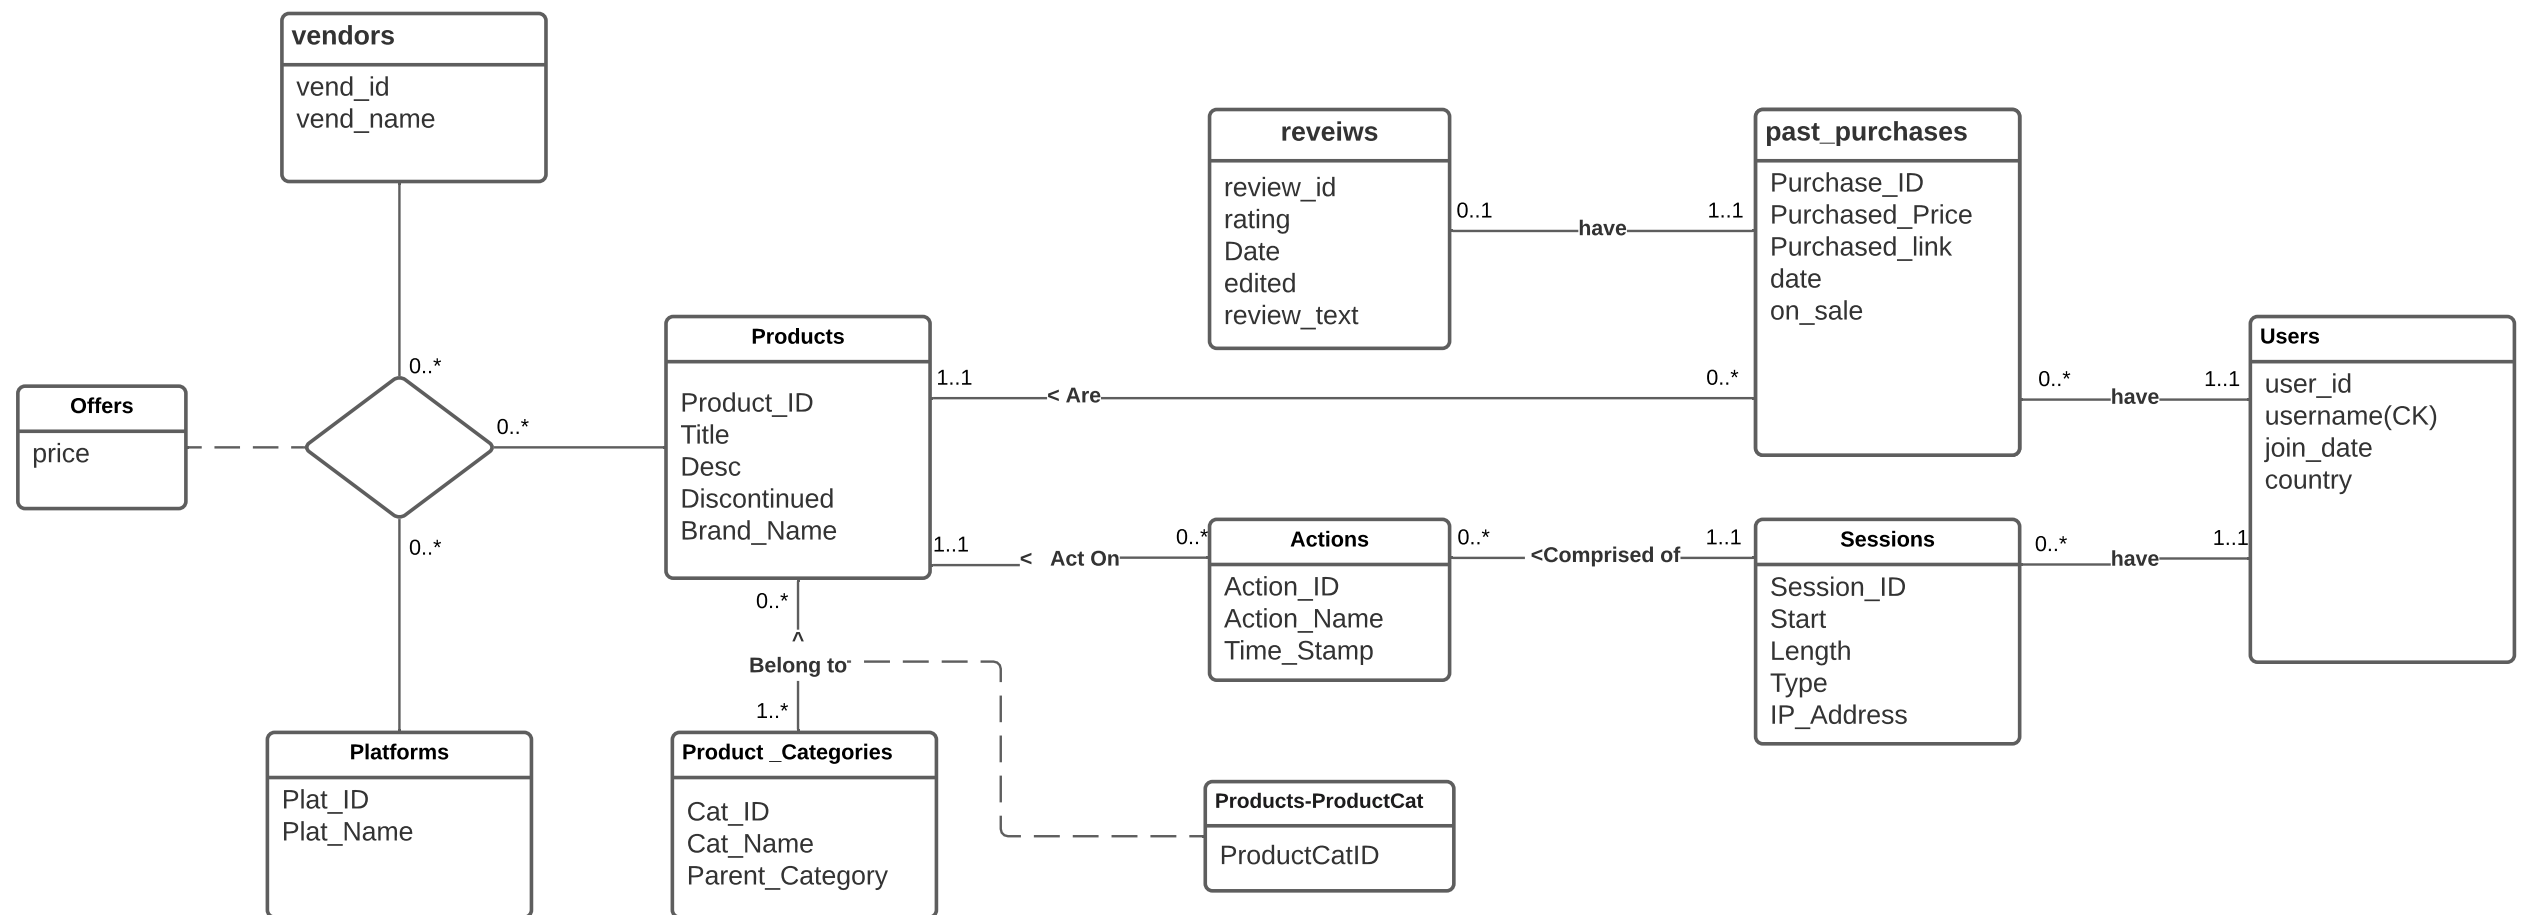 vendors
vend_id
vend_name
reveiws
review_id
rating
Date
edited
review_text
0..1
have
1..1
past_purchases
Purchase_ID
Purchased_Price
Purchased_link
date
on_sale
Offers
price
0..*
0..*
0..*
Products
Product_ID
Title
Desc
Discontinued
Brand_Name
1..1
< Are
0..*
0..*
have
1..1
Users
user_id
username(CK)
join_date
country
1..1
< Act On
0..*
Actions
Action_ID
Action_Name
Time_Stamp
0..*
<Comprised of
1..1
Sessions
Session_ID
Start
Length
Type
IP_Address
0..*
have
1..1
0..*
^
Belong to
1..*
Platforms
Plat_ID
Plat_Name
Product _Categories
Cat_ID
Cat_Name
Parent_Category
Products-ProductCat
ProductCatID